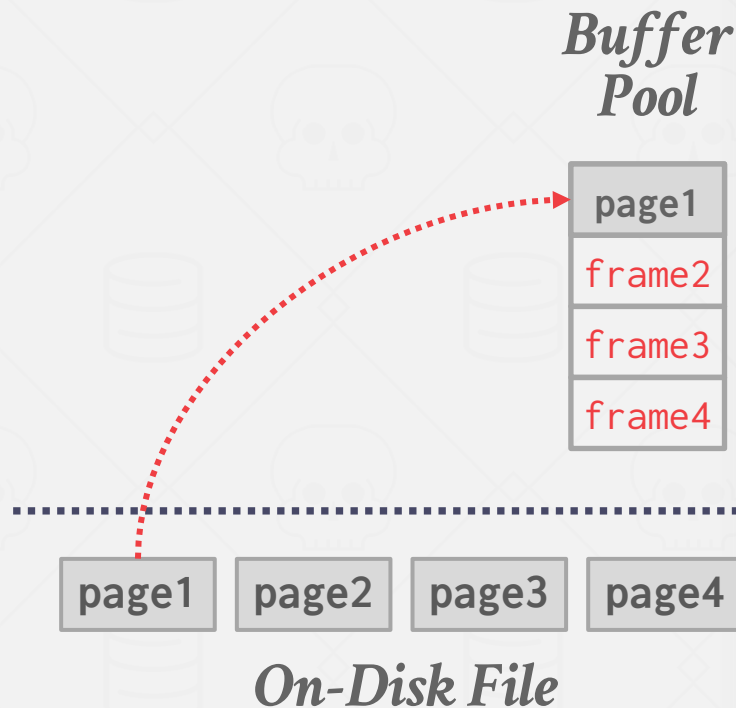 Buffer
Pool
page1
frame2
frame3
frame4
page1 page2 page3 page4
On-Disk File